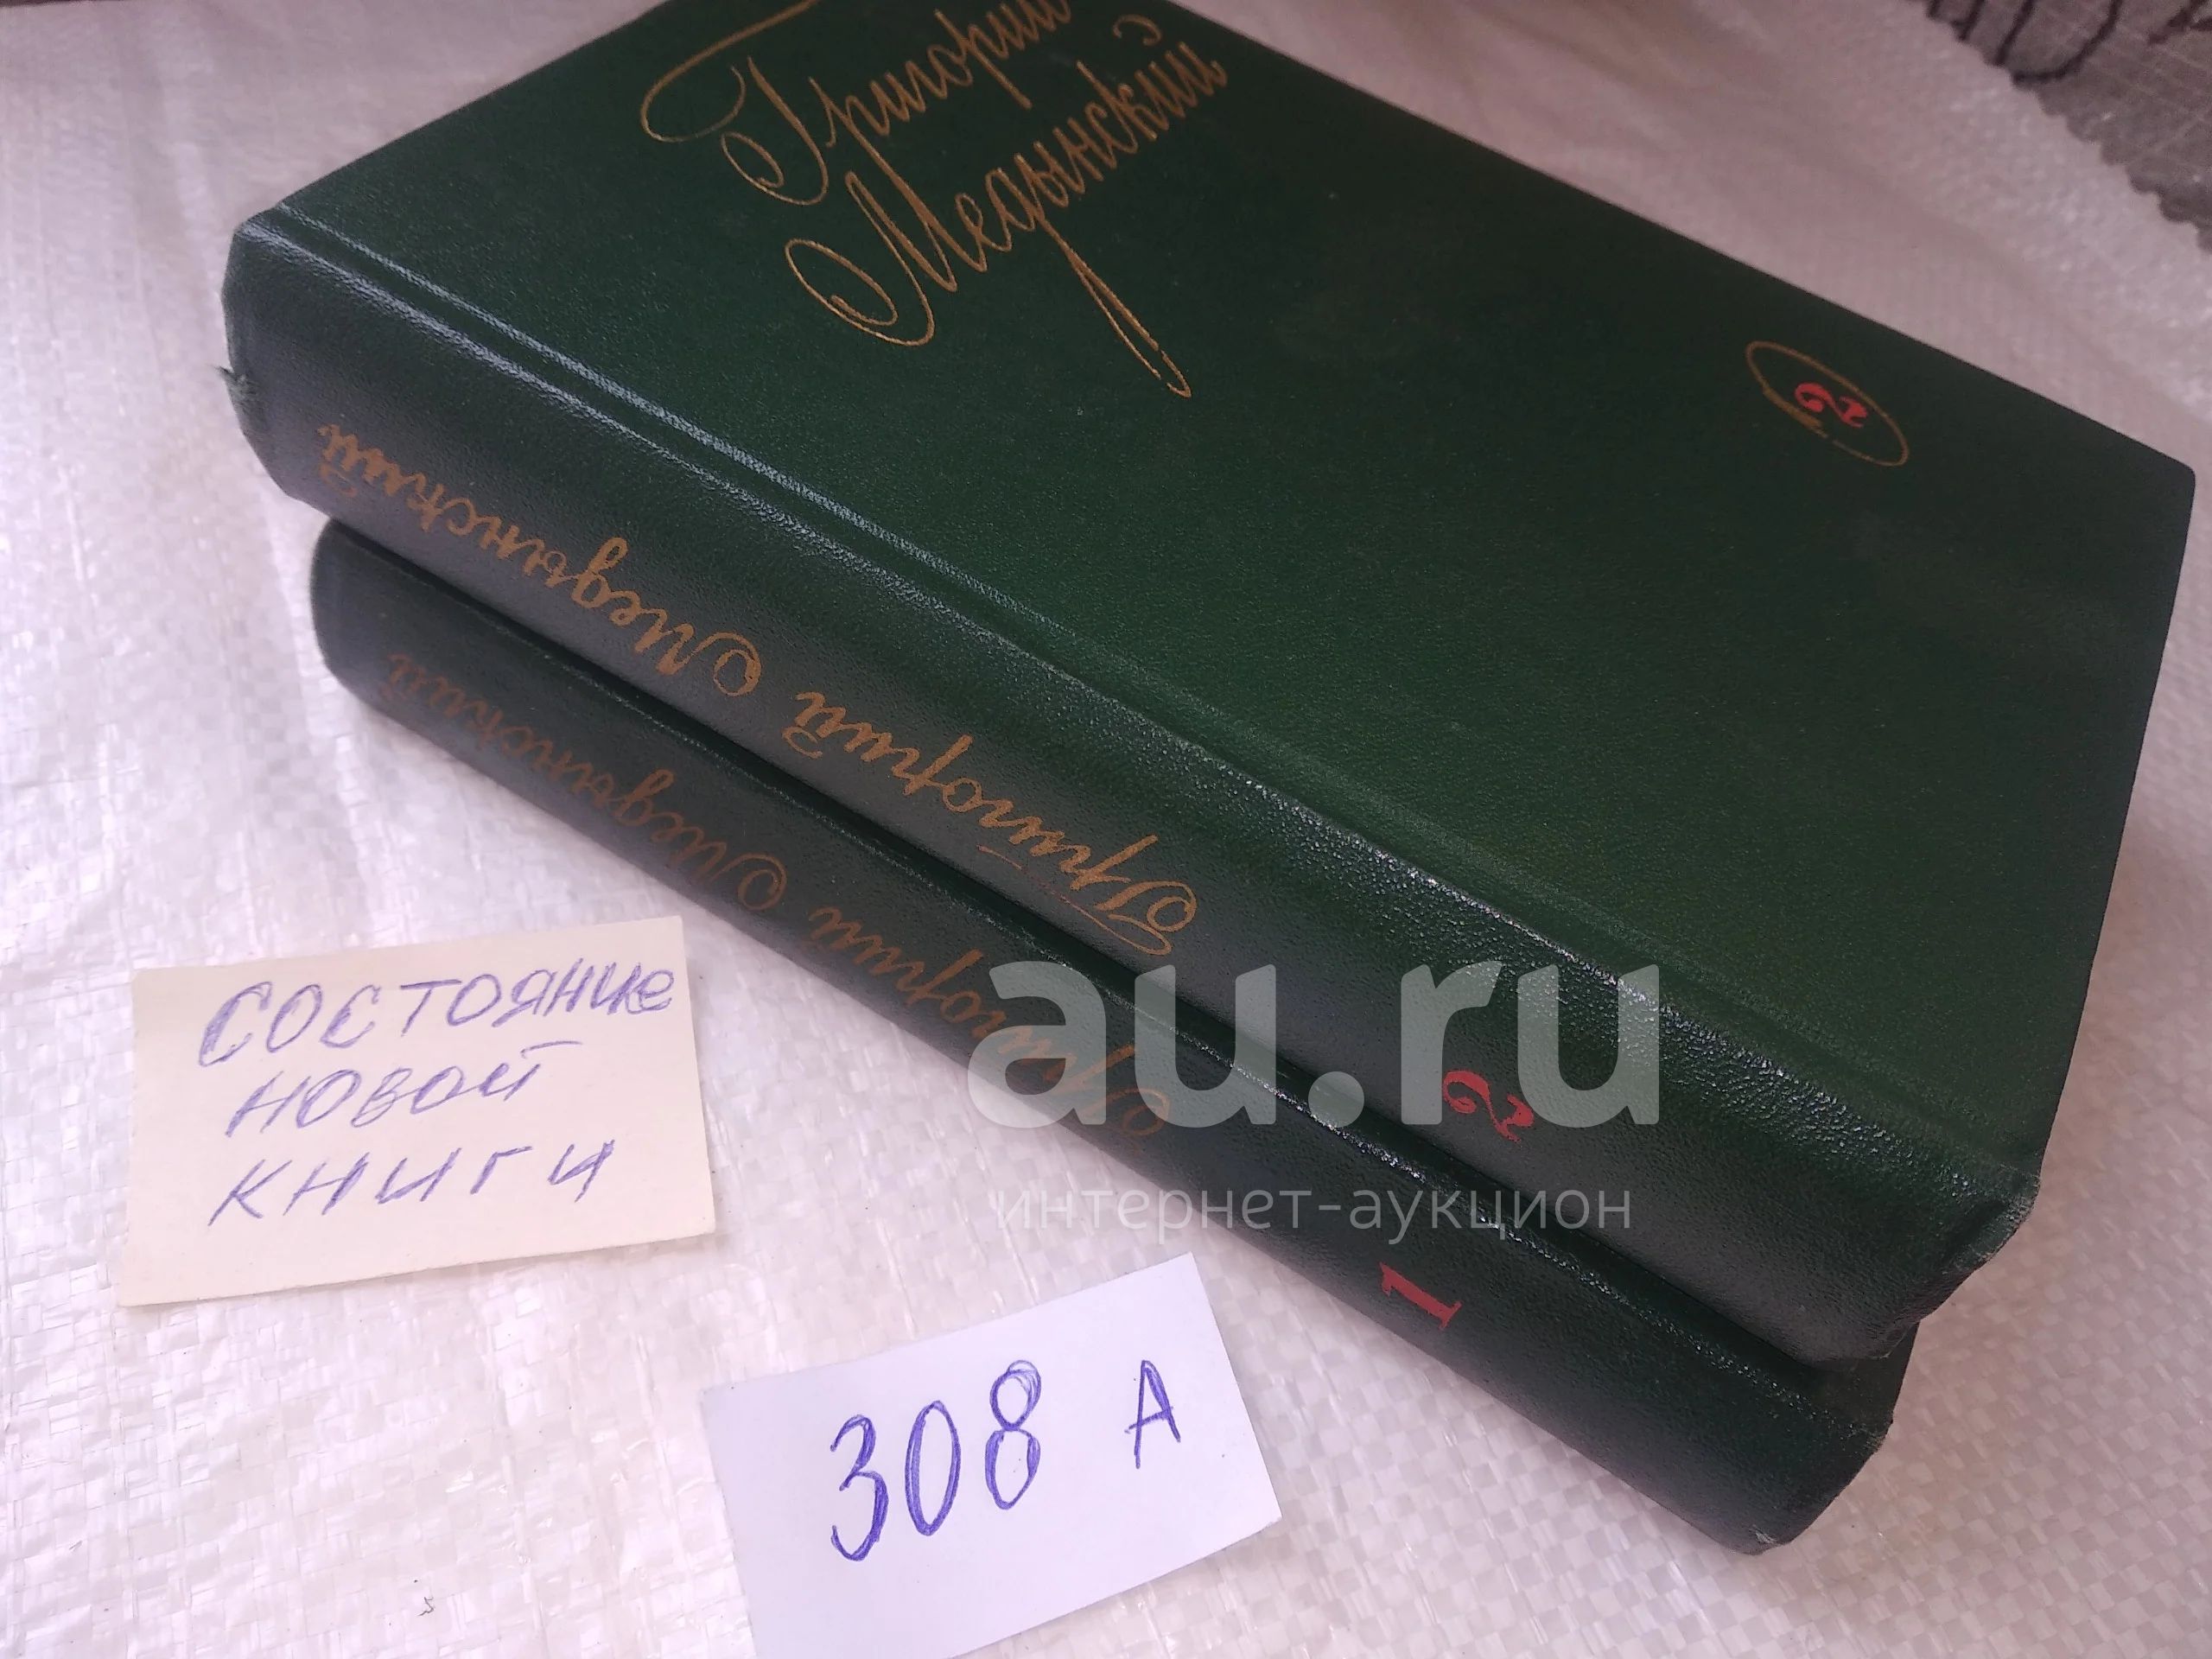 Григорий
Медынский
2
Григорий Медынский
2
Григорий Медынский
1
au.ru
интернет-аукцион
СОСТОЯНИЕ
НОВОЙ
КНИГИ
308 А